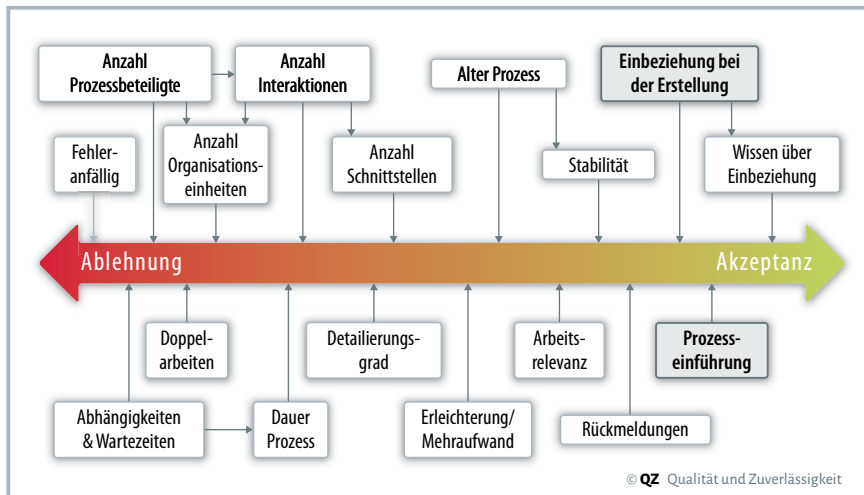 Anzahl
Prozessbeteiligte
Anzahl
Interaktionen
Alter Prozess
Einbeziehung bei
der Erstellung
Fehler-
anfällig
Anzahl
Organisations-
einheiten
Anzahl
Schnittstellen
Stabilität
Wissen über
Einbeziehung
Ablehnung
Akzeptanz
Doppel-
arbeiten
Detailierungs-
grad
Arbeits-
relevanz
Prozess-
einführung
Abhängigkeiten
& Wartezeiten
Dauer
Prozess
Erleichterung/
Mehraufwand
Rückmeldungen
© QZ Qualität und Zuverlässigkeit